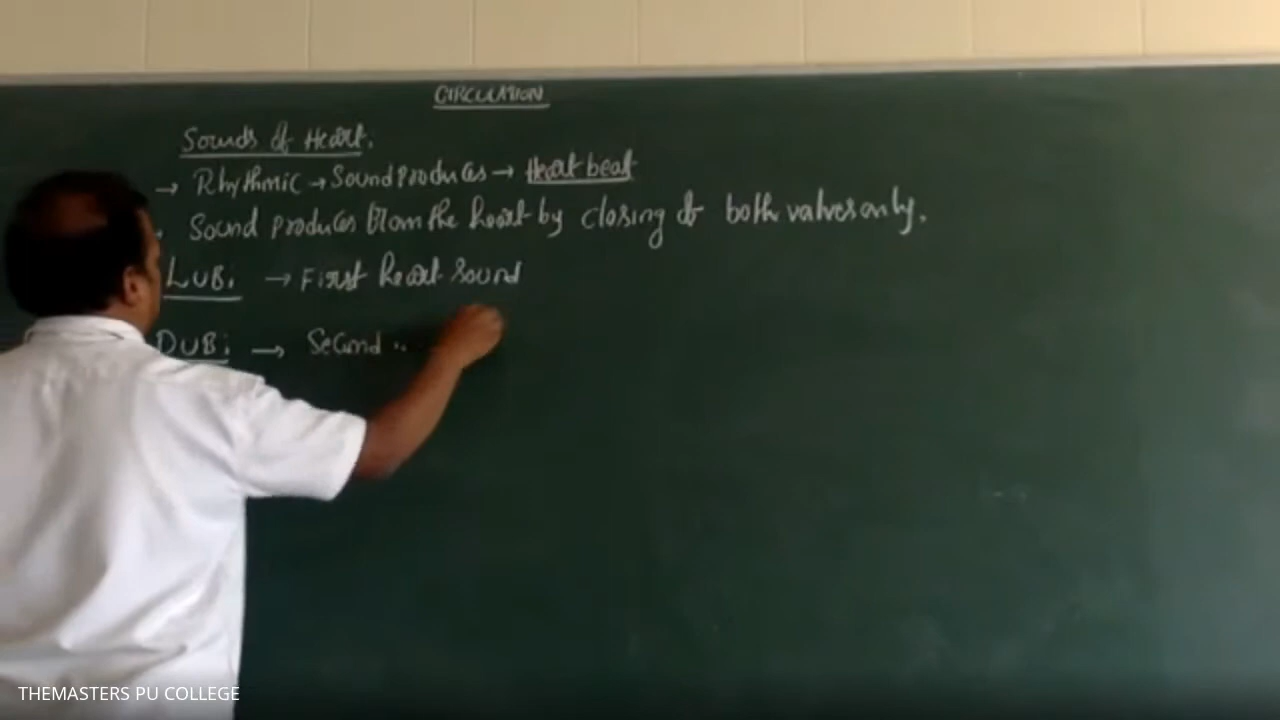 CIRCULATION
Sounds of Heart.
→ Rhythmic → Sound produces → Heart beat
Sound produces from the heart by closing of both valves only.
LUB: → First heart sound
DUB: → Second "
THEMASTERS PU COLLEGE